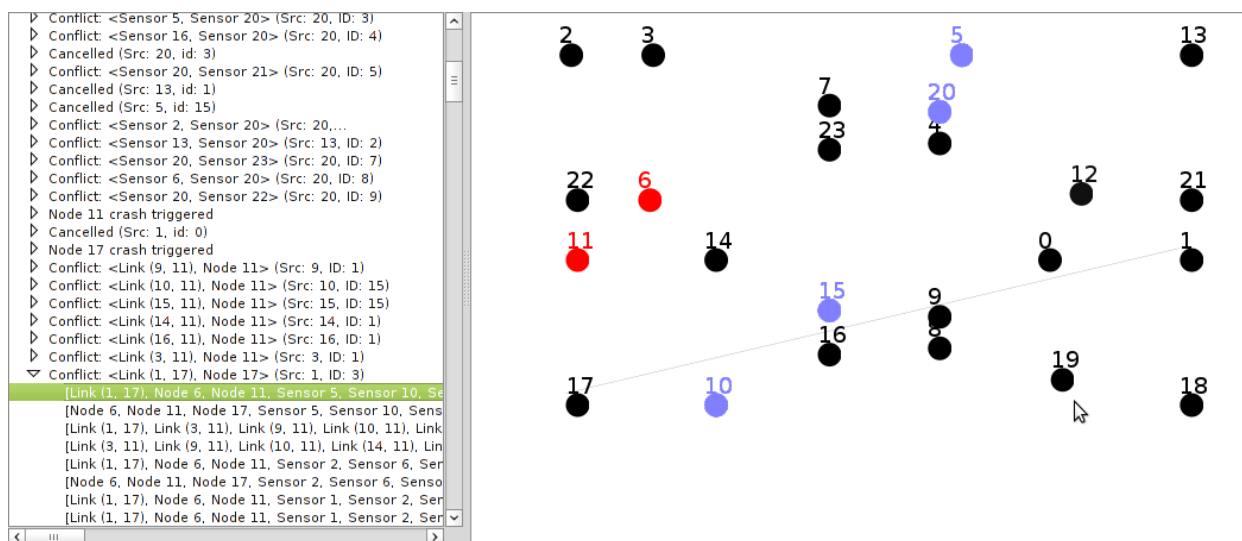 Conflict: <Sensor 5, Sensor 20> (Src: 20, ID: 3)
Conflict: <Sensor 16, Sensor 20> (Src: 20, ID: 4)
Cancelled (Src: 20, id: 3)
Conflict: <Sensor 20, Sensor 21> (Src: 20, ID: 5)
Cancelled (Src: 13, id: 1)
Cancelled (Src: 5, id: 15)
Conflict: <Sensor 2, Sensor 20> (Src: 20,...
Conflict: <Sensor 13, Sensor 20> (Src: 13, ID: 2)
Conflict: <Sensor 20, Sensor 23> (Src: 20, ID: 7)
Conflict: <Sensor 6, Sensor 20> (Src: 20, ID: 8)
Conflict: <Sensor 20, Sensor 22> (Src: 20, ID: 9)
Node 11 crash triggered
Cancelled (Src: 1, id: 0)
Node 17 crash triggered
Conflict: <Link (9, 11), Node 11> (Src: 9, ID: 1)
Conflict: <Link (10, 11), Node 11> (Src: 10, ID: 15)
Conflict: <Link (15, 11), Node 11> (Src: 15, ID: 15)
Conflict: <Link (14, 11), Node 11> (Src: 14, ID: 1)
Conflict: <Link (16, 11), Node 11> (Src: 16, ID: 1)
Conflict: <Link (3, 11), Node 11> (Src: 3, ID: 1)
Conflict: <Link (1, 17), Node 17> (Src: 1, ID: 3)
[Link (1, 17), Node 6, Node 11, Sensor 5, Sensor 10, Se
[Node 6, Node 11, Node 17, Sensor 5, Sensor 10, Sens
[Link (1, 17), Link (3, 11), Link (9, 11), Link (10, 11), Link
[Link (3, 11), Link (9, 11), Link (10, 11), Link (14, 11), Lin
[Link (1, 17), Node 6, Node 11, Sensor 2, Sensor 6, Ser
[Node 6, Node 11, Node 17, Sensor 2, Sensor 6, Senso
[Link (1, 17), Node 6, Node 11, Sensor 1, Sensor 2, Ser
[Link (1, 17), Node 6, Node 11, Sensor 1, Sensor 2, Ser
2 3 5 13
7 20
23 4
22 6 12 21
11 14 0 1
15 9
16 8
19
17 10 18